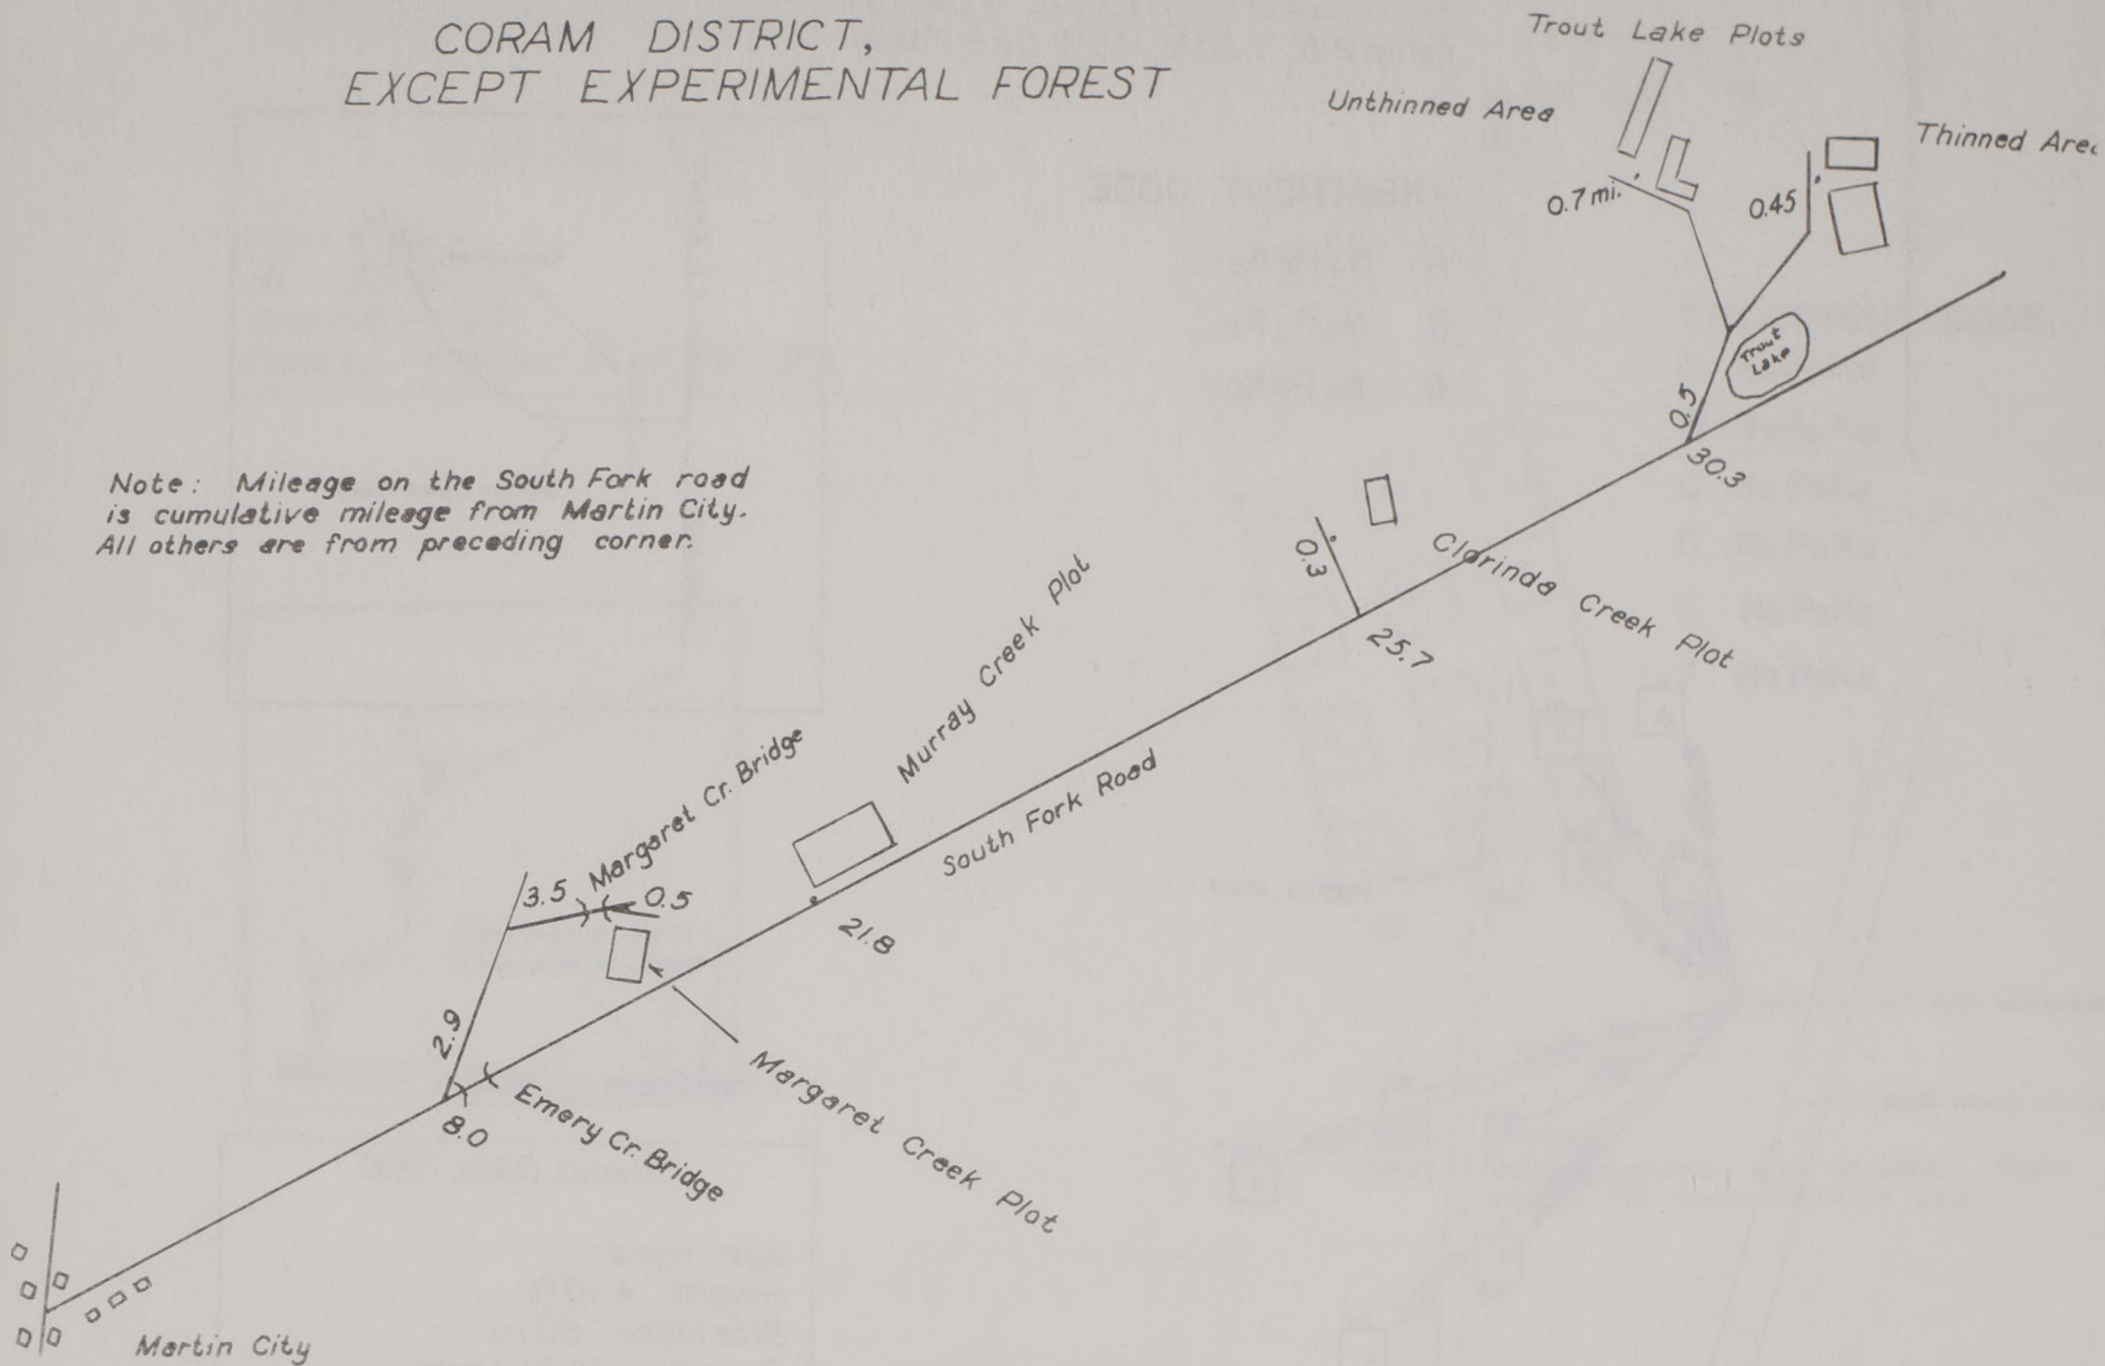 CORAM DISTRICT,
EXCEPT EXPERIMENTAL FOREST
Trout Lake Plots
Unthinned Area
Thinned Area
0.7 mi.
0.45
Trout
Lake
0.5
30.3
Note: Mileage on the South Fork road
is cumulative mileage from Martin City.
All others are from preceding corner.
0.3
Clarinda Creek Plot
25.7
Murray Creek Plot
South Fork Road
Margaret Cr. Bridge
3.5
0.5
21.8
2.9
Emery Cr. Bridge
8.0
Margaret Creek Plot
Martin City
TREATMENT CODE